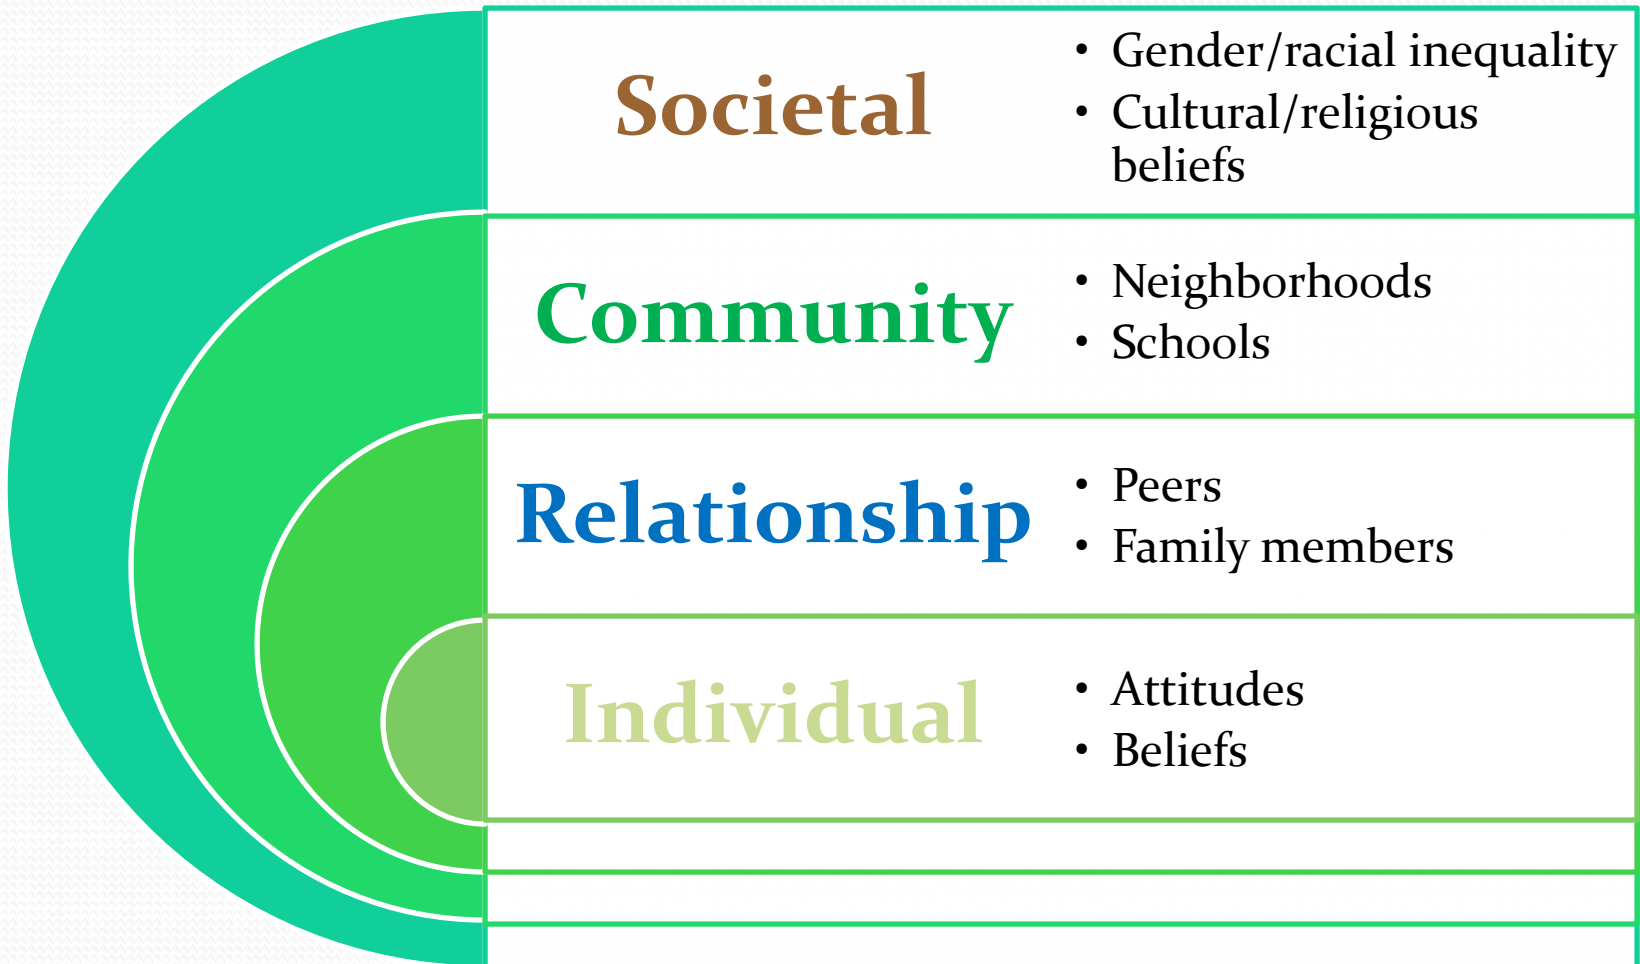 Societal
• Gender/racial inequality
• Cultural/religious
beliefs
Community
• Neighborhoods
• Schools
Relationship
• Peers
• Family members
Individual
• Attitudes
• Beliefs